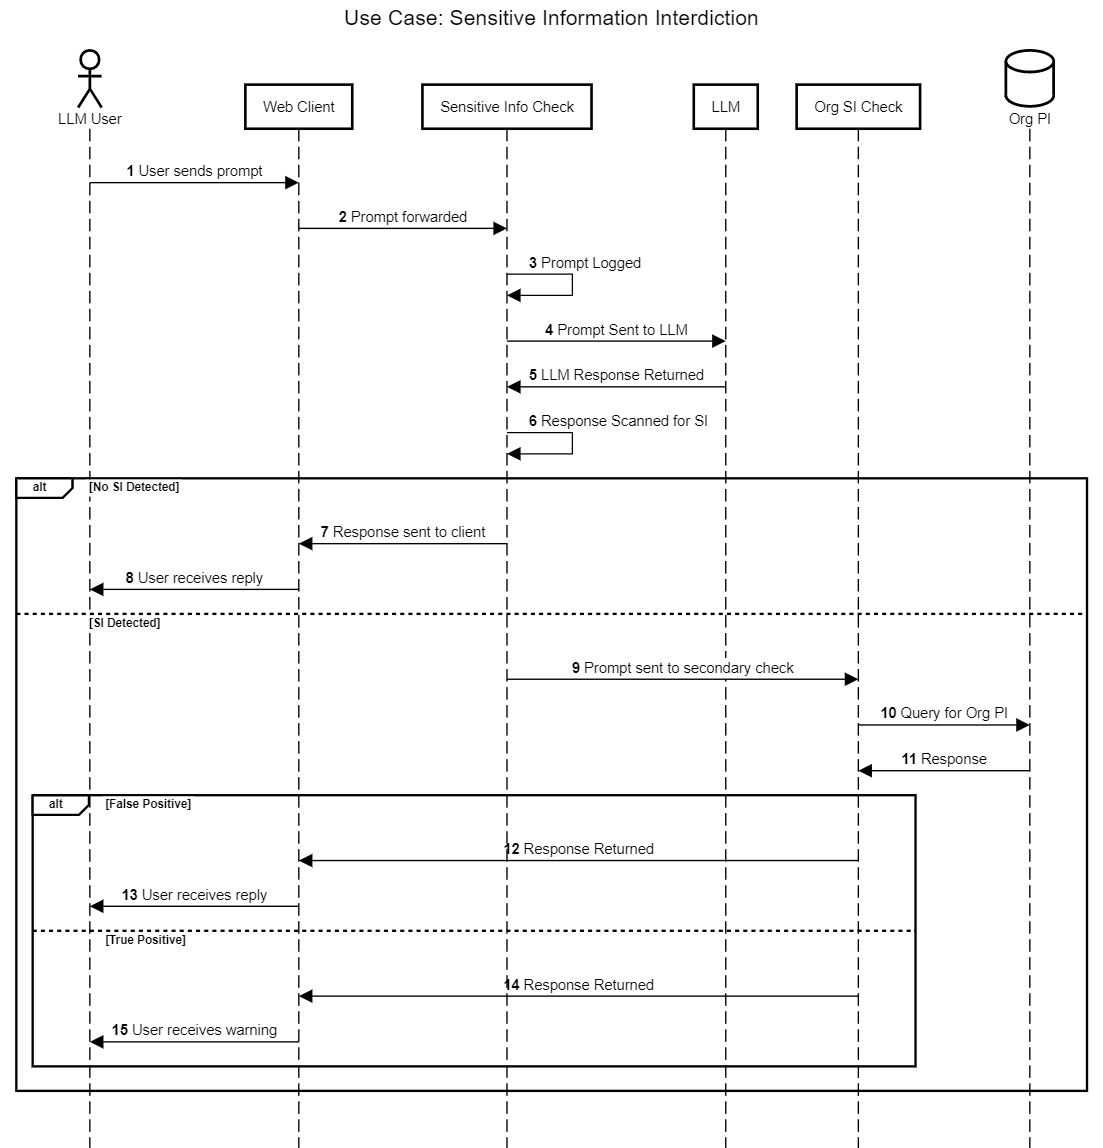 Use Case: Sensitive Information Interdiction
LLM User
Web Client
Sensitive Info Check
LLM
Org SI Check
Org PI
1 User sends prompt
2 Prompt forwarded
3 Prompt Logged
4 Prompt Sent to LLM
5 LLM Response Returned
6 Response Scanned for SI
alt
[No SI Detected]
7 Response sent to client
8 User receives reply
[SI Detected]
9 Prompt sent to secondary check
10 Query for Org PI
11 Response
alt
[False Positive]
12 Response Returned
13 User receives reply
[True Positive]
14 Response Returned
15 User receives warning